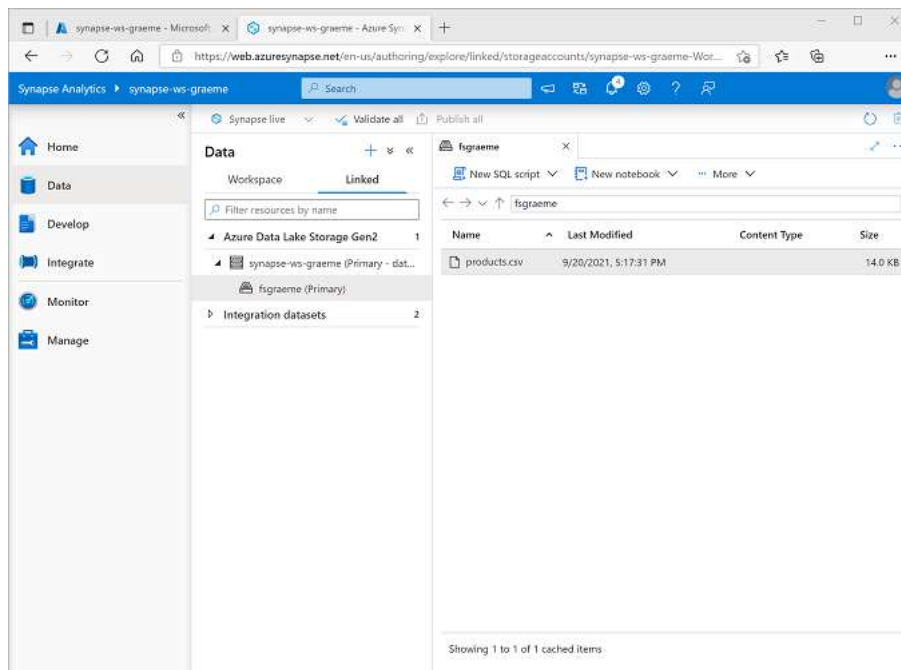 synapse-ws-graeme - Microsoft
synapse-ws-graeme - Azure Syn
https://web.azuresynapse.net/en-us/authoring/explore/linked/storageaccounts/synapse-ws-graeme-Wor...
Synapse Analytics
synapse-ws-graeme
Search
4
Synapse live
Validate all
Publish all
Home
Data
Develop
Integrate
Monitor
Manage
Data
Workspace
Linked
Filter resources by name
Azure Data Lake Storage Gen2 1
synapse-ws-graeme (Primary - dat...
fsgraeme (Primary)
Integration datasets 2
fsgraeme
New SQL script
New notebook
More
fsgraeme
Name Last Modified Content Type Size
products.csv 9/20/2021, 5:17:31 PM 14.0 KB
Showing 1 to 1 of 1 cached items